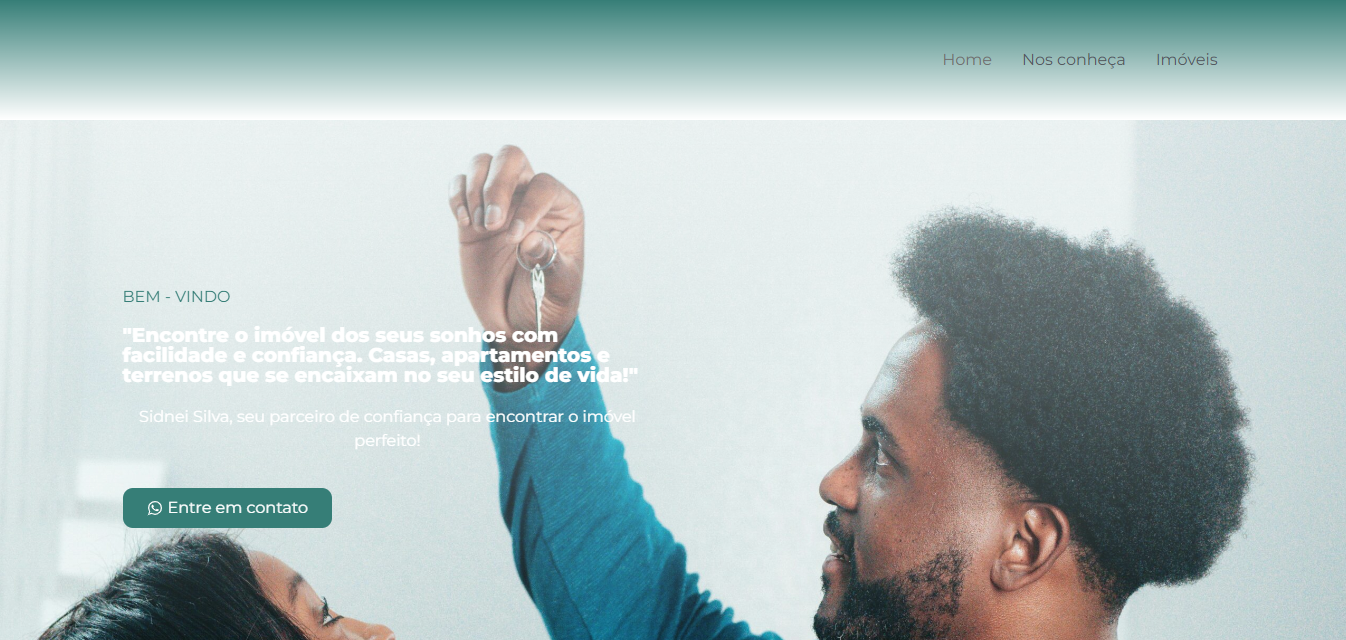 Home Nos conheça Imóveis
BEM - VINDO
"Encontre o imóvel dos seus sonhos com
facilidade e confiança. Casas, apartamentos e
terrenos que se encaixam no seu estilo de vida!"
Sidnei Silva, seu parceiro de confiança para encontrar o imóvel
perfeito!
Entre em contato